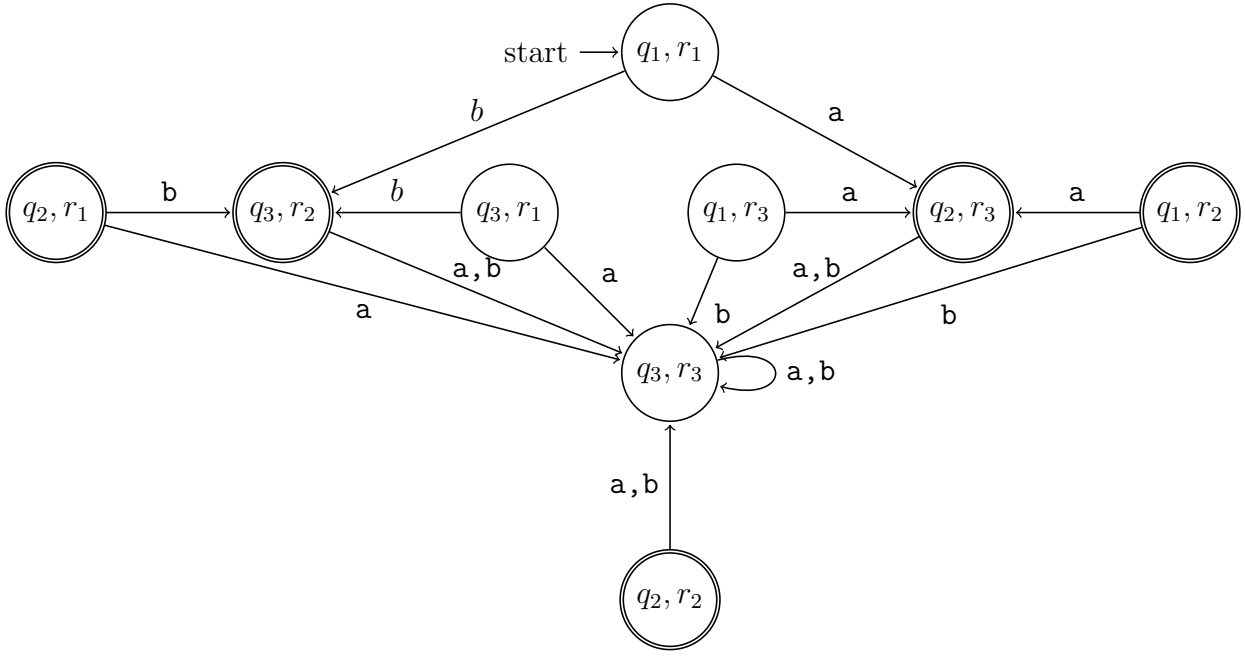 start
q₁, r₁
b
a
b
b
a
a
q₂, r₁
q₃, r₂
q₃, r₁
q₁, r₃
q₂, r₃
q₁, r₂
a,b
a
a,b
a
b
b
q₃, r₃
a,b
a,b
q₂, r₂